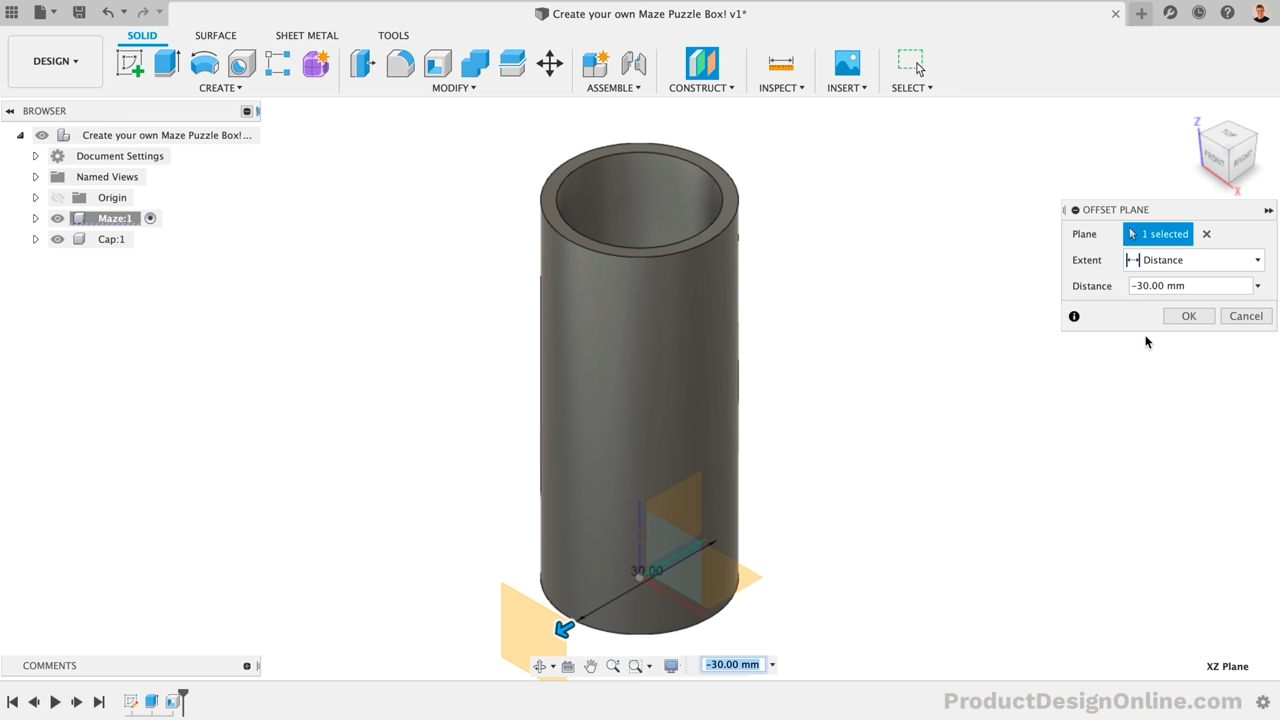 Create your own Maze Puzzle Box! v1*
SOLID
SURFACE
SHEET METAL
TOOLS
DESIGN
CREATE
MODIFY
ASSEMBLE
CONSTRUCT
INSPECT
INSERT
SELECT
BROWSER
Create your own Maze Puzzle Box!...
Document Settings
Named Views
Origin
Maze:1
Cap:1
TOP
FRONT
RIGHT
Z
X
OFFSET PLANE
Plane
1 selected
Extent
Distance
Distance
-30.00 mm
OK
Cancel
30.00
COMMENTS
-30.00 mm
XZ Plane
ProductDesignOnline.com